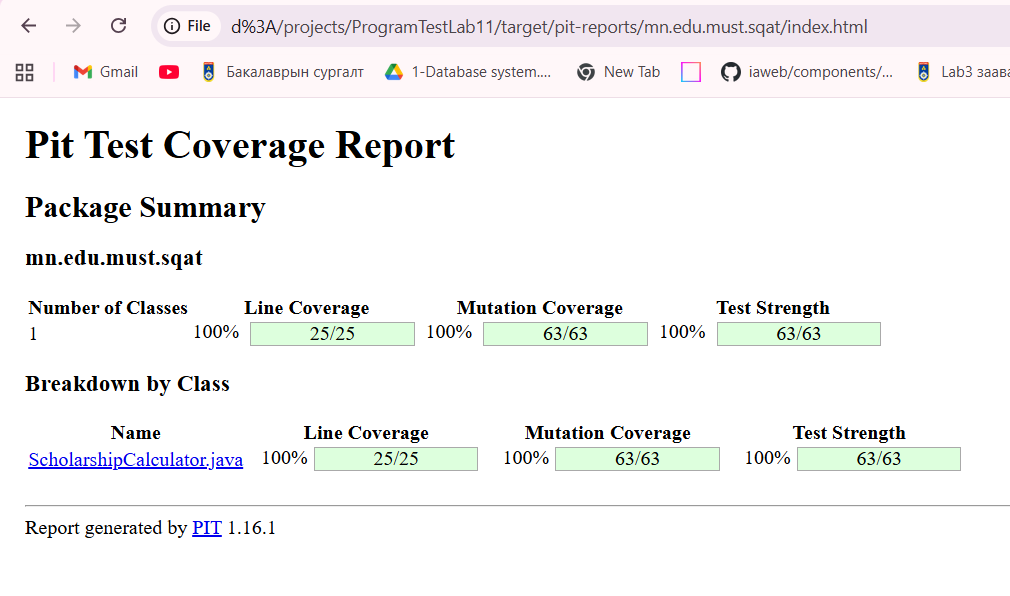 File d%3A/projects/ProgramTestLab11/target/pit-reports/mn.edu.must.sqat/index.html
Gmail Бакалаврын сургалт 1-Database system.... New Tab iaweb/components/... Lab3 заава
Pit Test Coverage Report
Package Summary
mn.edu.must.sqat
Number of Classes Line Coverage Mutation Coverage Test Strength
1 100% 25/25 100% 63/63 100% 63/63
Breakdown by Class
Name Line Coverage Mutation Coverage Test Strength
ScholarshipCalculator.java 100% 25/25 100% 63/63 100% 63/63
Report generated by PIT 1.16.1